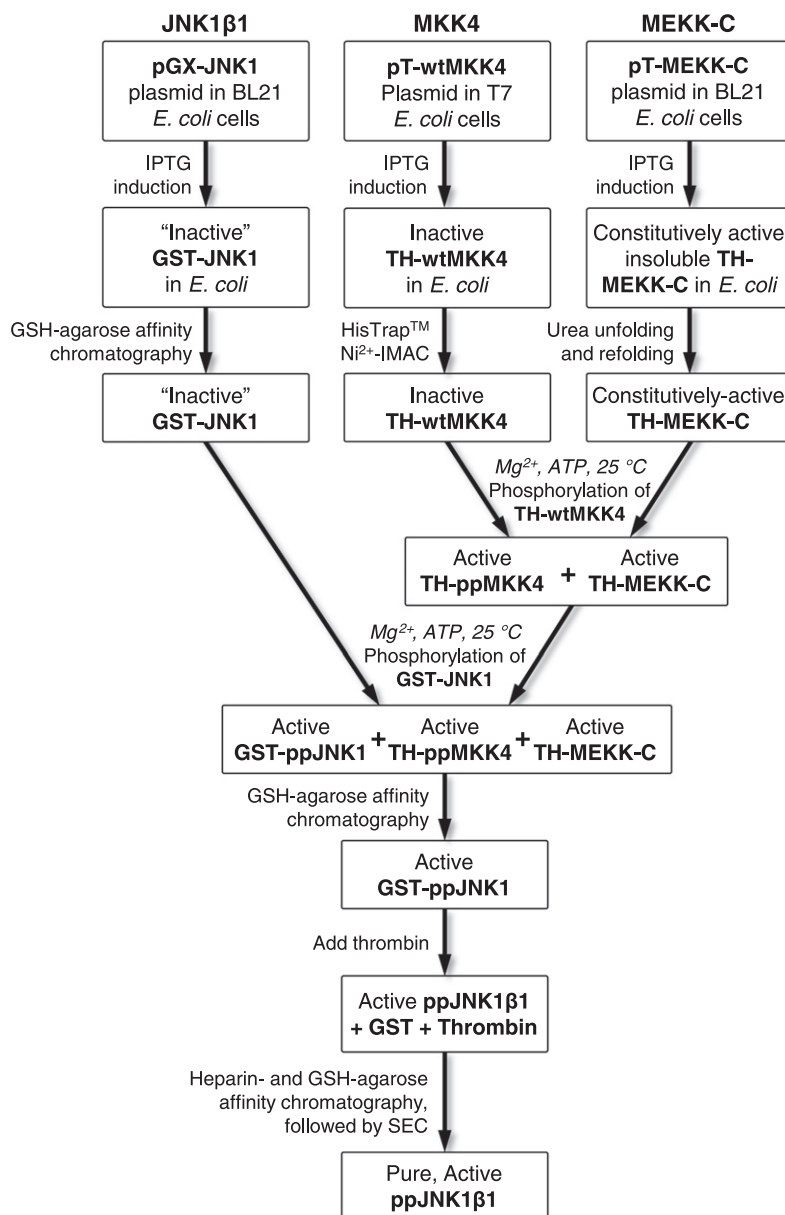 JNK1β1
MKK4
MEKK-C
pGX-JNK1
plasmid in BL21
E. coli cells
pT-wtMKK4
Plasmid in T7
E. coli cells
pT-MEKK-C
plasmid in BL21
E. coli cells
IPTG
induction
IPTG
induction
IPTG
induction
“Inactive”
GST-JNK1
in E. coli
Inactive
TH-wtMKK4
in E. coli
Constitutively active
insoluble TH-
MEKK-C in E. coli
GSH-agarose affinity
chromatography
HisTrap™
Ni²⁺-IMAC
Urea unfolding
and refolding
“Inactive”
GST-JNK1
Inactive
TH-wtMKK4
Constitutively-active
TH-MEKK-C
Mg²⁺, ATP, 25 °C
Phosphorylation of
TH-wtMKK4
Active
TH-ppMKK4
+
Active
TH-MEKK-C
Mg²⁺, ATP, 25 °C
Phosphorylation of
GST-JNK1
Active
GST-ppJNK1
+
Active
TH-ppMKK4
+
Active
TH-MEKK-C
GSH-agarose affinity
chromatography
Active
GST-ppJNK1
Add thrombin
Active ppJNK1β1
+ GST + Thrombin
Heparin- and GSH-agarose
affinity chromatography,
followed by SEC
Pure, Active
ppJNK1β1